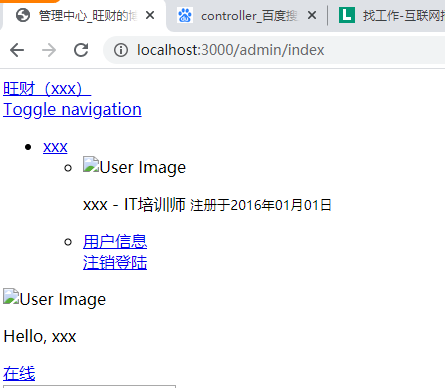 管理中心_旺财的博
controller_百度搜
找工作-互联网招
localhost:3000/admin/index
旺财（xxx）
Toggle navigation
xxx
User Image
xxx - IT培训师 注册于2016年01月01日
用户信息
注销登陆
User Image
Hello, xxx
在线